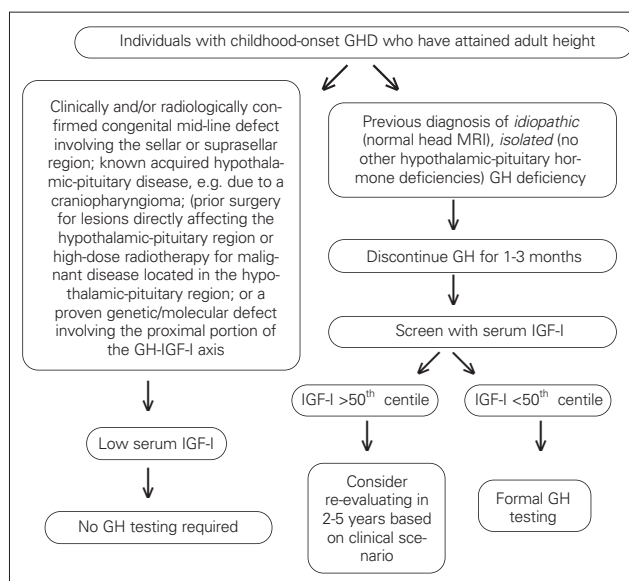 Individuals with childhood-onset GHD who have attained adult height
Clinically and/or radiologically con-
firmed congenital mid-line defect
involving the sellar or suprasellar
region; known acquired hypothala-
mic-pituitary disease, e.g. due to a
craniopharyngioma; (prior surgery
for lesions directly affecting the
hypothalamic-pituitary region or
high-dose radiotherapy for malig-
nant disease located in the hypo-
thalamic-pituitary region; or a
proven genetic/molecular defect
involving the proximal portion of
the GH-IGF-I axis
Low serum IGF-I
No GH testing required
Previous diagnosis of idiopathic
(normal head MRI), isolated (no
other hypothalamic-pituitary hor-
mone deficiencies) GH deficiency
Discontinue GH for 1-3 months
Screen with serum IGF-I
IGF-I >50th centile
IGF-I <50th centile
Consider
re-evaluating in
2-5 years based
on clinical sce-
nario
Formal GH
testing